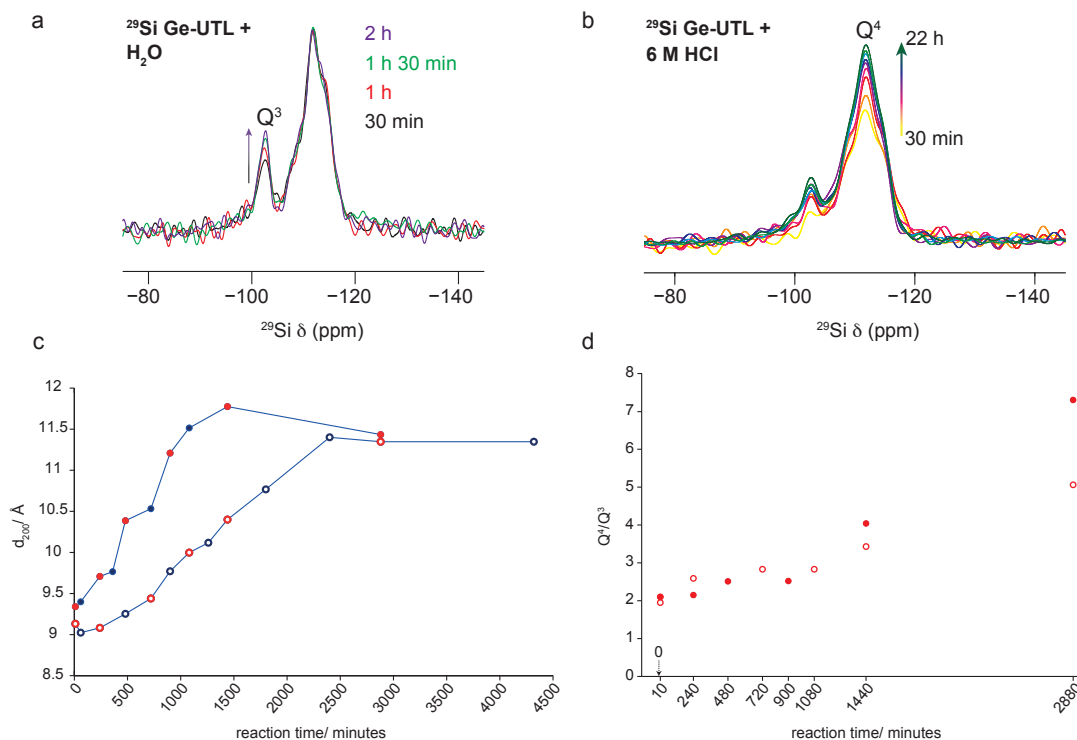 a
²⁹Si Ge-UTL +
H₂O
2 h
1 h 30 min
1 h
30 min
Q³
−80
−100
−120
−140
²⁹Si δ (ppm)
b
²⁹Si Ge-UTL +
6 M HCl
Q⁴
22 h
30 min
−80
−100
−120
−140
²⁹Si δ (ppm)
c
12
11.5
11
10.5
10
9.5
9
8.5
d₂₀₀/ Å
0
500
1000
1500
2000
2500
3000
3500
4000
4500
reaction time/ minutes
d
8
7
6
5
4
3
2
1
0
Q⁴/Q³
0
10
240
480
720
900
1080
1440
2880
reaction time/ minutes